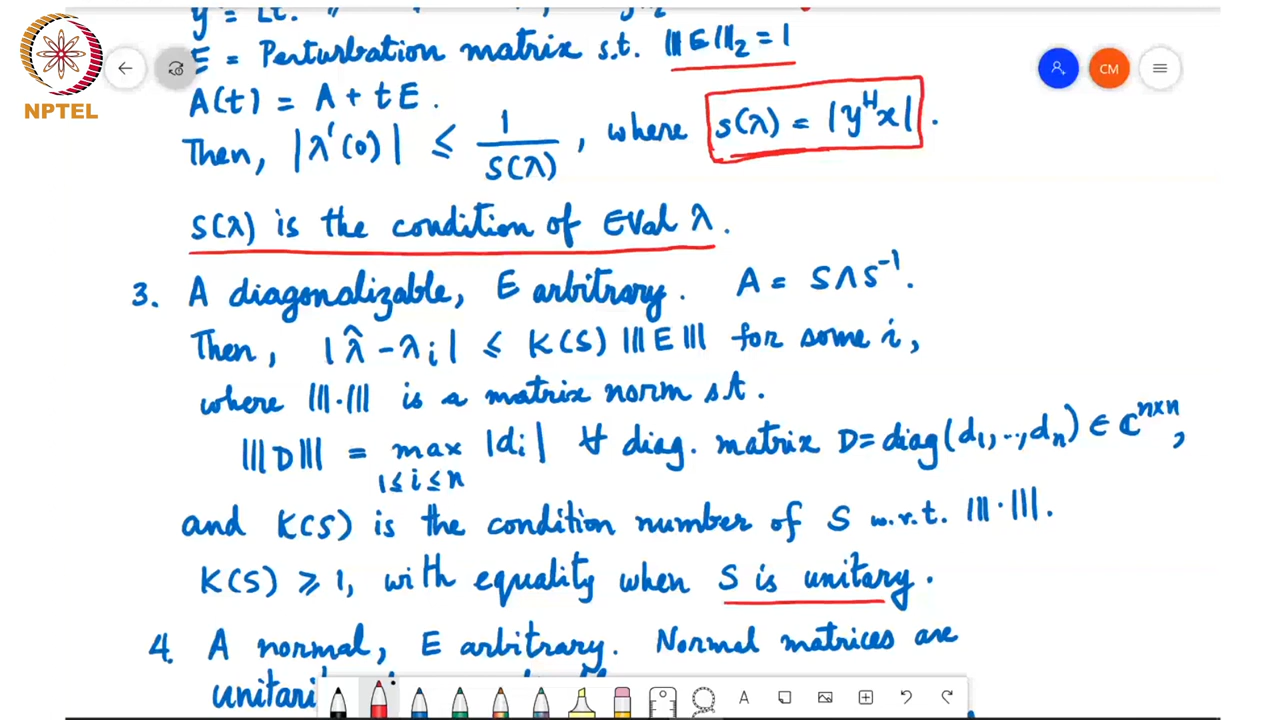 y = Lt.
E = Perturbation matrix s.t. |||E|||₂ = 1
NPTEL
CM
A(t) = A + tE.
Then, |λ'(0)| ≤ 1/S(λ), where s(λ) = |yᴴx|.
S(λ) is the condition of EVal λ.
3. A diagonalizable, E arbitrary. A = SΛS⁻¹.
Then, |λ̂ - λi| ≤ K(S) |||E||| for some i,
where |||·||| is a matrix norm s.t.
|||D||| = max |di| ∀ diag. matrix D = diag(d₁,..,dn) ∈ ℂⁿˣⁿ,
1≤i≤n
and K(S) is the condition number of S w.r.t. |||·|||.
K(S) ≥ 1, with equality when S is unitary.
4. A normal, E arbitrary. Normal matrices are
A